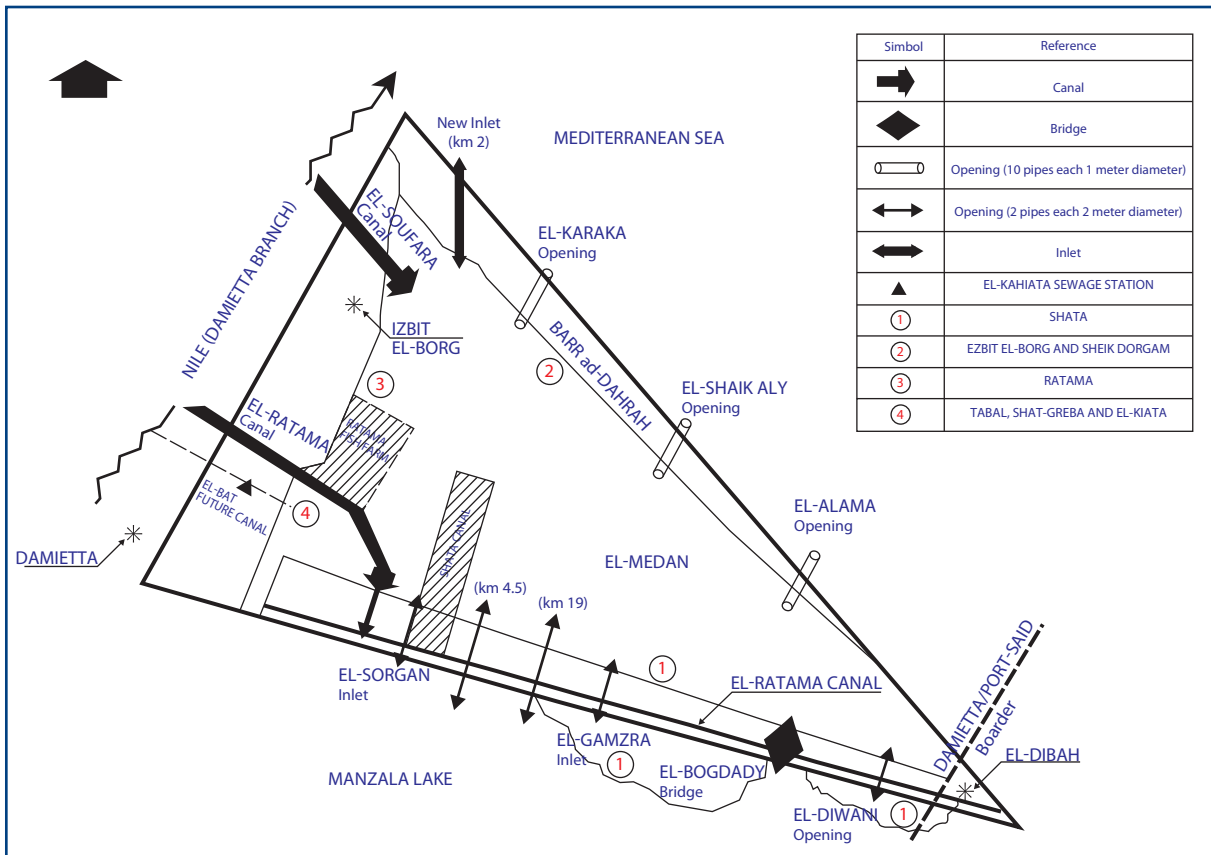 Simbol
Reference
Canal
Bridge
Opening (10 pipes each 1 meter diameter)
Opening (2 pipes each 2 meter diameter)
Inlet
EL-KAHIATA SEWAGE STATION
1
SHATA
2
EZBIT EL-BORG AND SHEIK DORGAM
3
RATAMA
4
TABAL, SHAT-GREBA AND EL-KIATA
New Inlet
(km 2)
MEDITERRANEAN SEA
EL-SOUFARA
Canal
NILE (DAMIETTA BRANCH)
EL-KARAKA
Opening
IZBIT
EL-BORG
BARR ad-DAHRAH
2
3
EL-SHAIK ALY
Opening
EL-RATAMA
Canal
RATAMA
FISH FARM
EL-BAT
FUTURE CANAL
4
SHATA CANAL
EL-ALAMA
Opening
DAMIETTA
EL-MEDAN
(km 4.5)
(km 19)
EL-SORGAN
Inlet
1
EL-RATAMA CANAL
DAMIETTA/PORT-SAID
Boarder
EL-GAMZRA
Inlet
1
EL-BOGDADY
Bridge
EL-DIBAH
MANZALA LAKE
EL-DIWANI
Opening
1